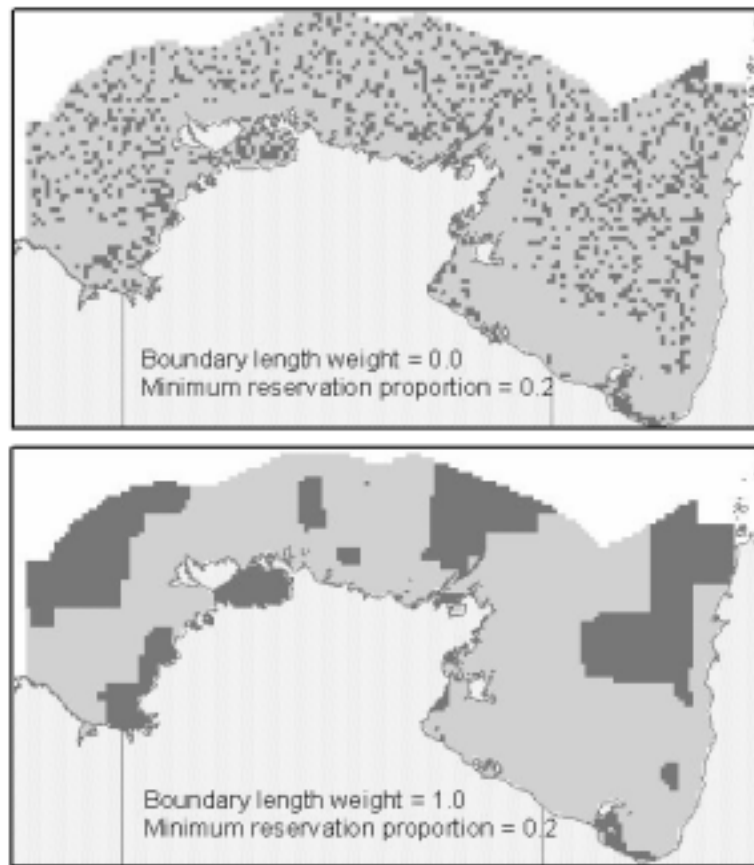 Boundary length weight = 0.0
Minimum reservation proportion = 0.2
Boundary length weight = 1.0
Minimum reservation proportion = 0.2